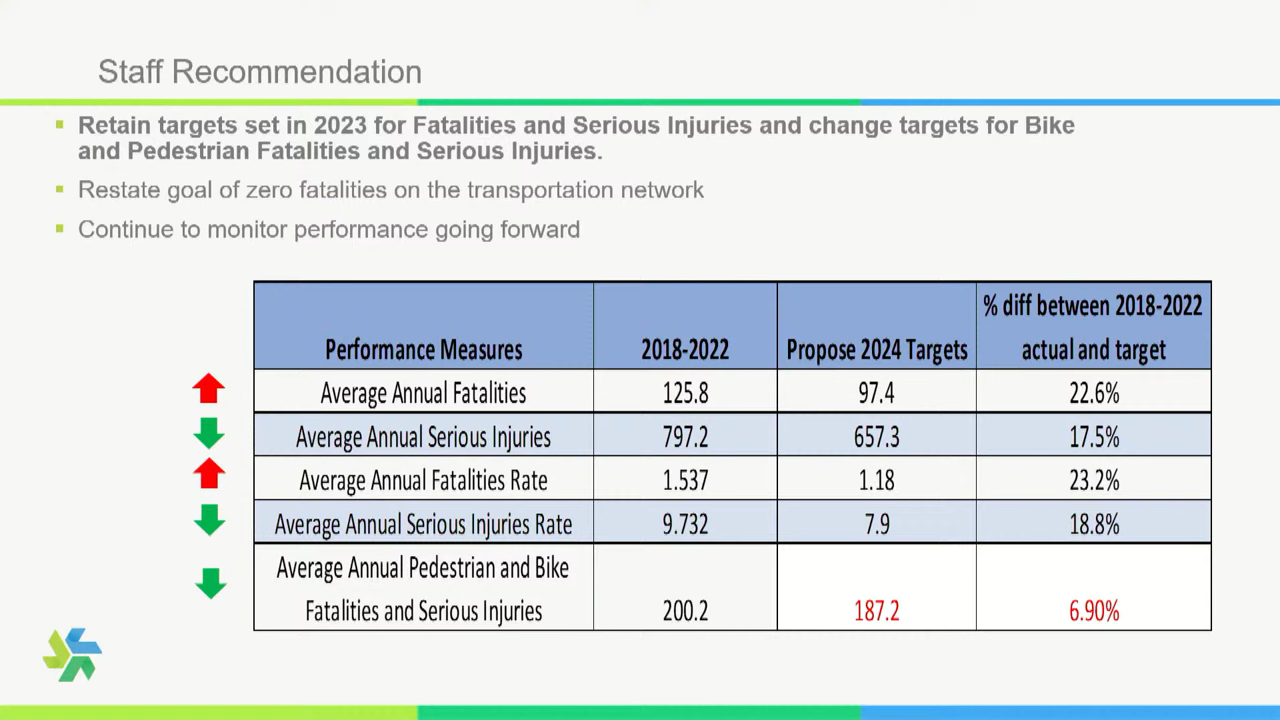 Staff Recommendation
Retain targets set in 2023 for Fatalities and Serious Injuries and change targets for Bike
and Pedestrian Fatalities and Serious Injuries.
Restate goal of zero fatalities on the transportation network
Continue to monitor performance going forward
Performance Measures 2018-2022 Propose 2024 Targets % diff between 2018-2022 actual and target
Average Annual Fatalities 125.8 97.4 22.6%
Average Annual Serious Injuries 797.2 657.3 17.5%
Average Annual Fatalities Rate 1.537 1.18 23.2%
Average Annual Serious Injuries Rate 9.732 7.9 18.8%
Average Annual Pedestrian and Bike
Fatalities and Serious Injuries 200.2 187.2 6.90%